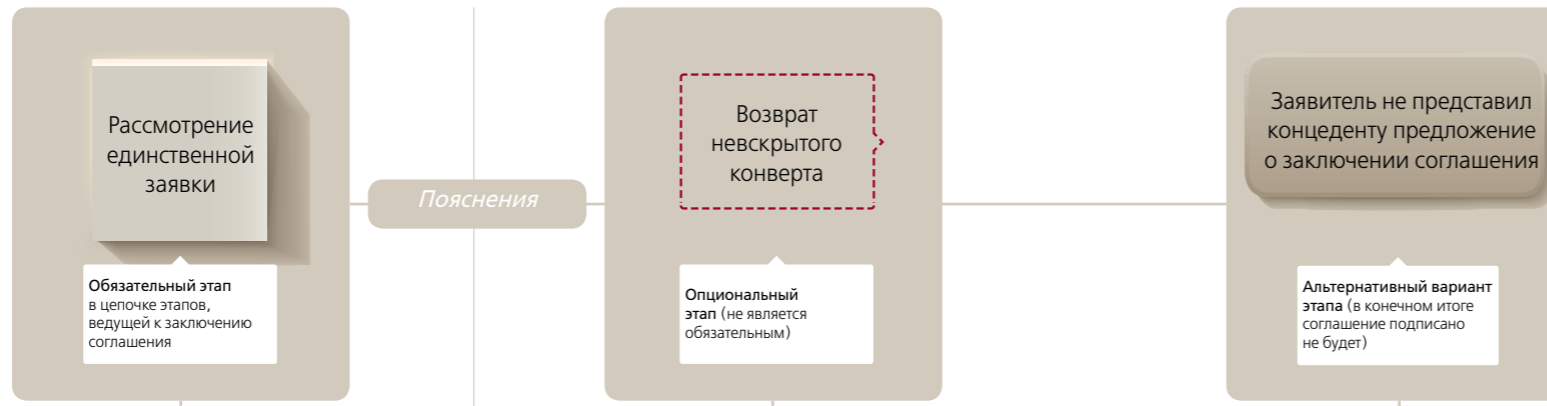 Рассмотрение
единственной
заявки
Обязательный этап
в цепочке этапов,
ведущей к заключению
соглашения
Пояснения
Возврат
невскрытого
конверта
Опциональный
этап (не является
обязательным)
Заявитель не представил
концеденту предложение
о заключении соглашения
Альтернативный вариант
этапа (в конечном итоге
соглашение подписано
не будет)